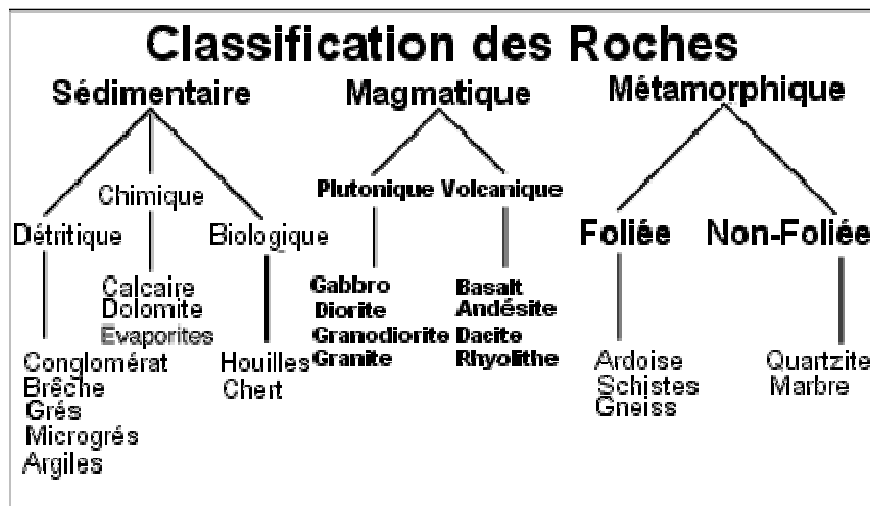 Classification des Roches
Sédimentaire Magmatique Métamorphique
Chimique Plutonique Volcanique
Détritique Biologique Foliée Non-Foliée
Calcaire Gabbro Basalt
Dolomite Diorite Andésite
Evaporites Granodiorite Dacite
Conglomérat Houilles Granite Rhyolithe Ardoise Quartzite
Brêche Chert Schistes Marbre
Grés Gneiss
Microgrés
Argiles